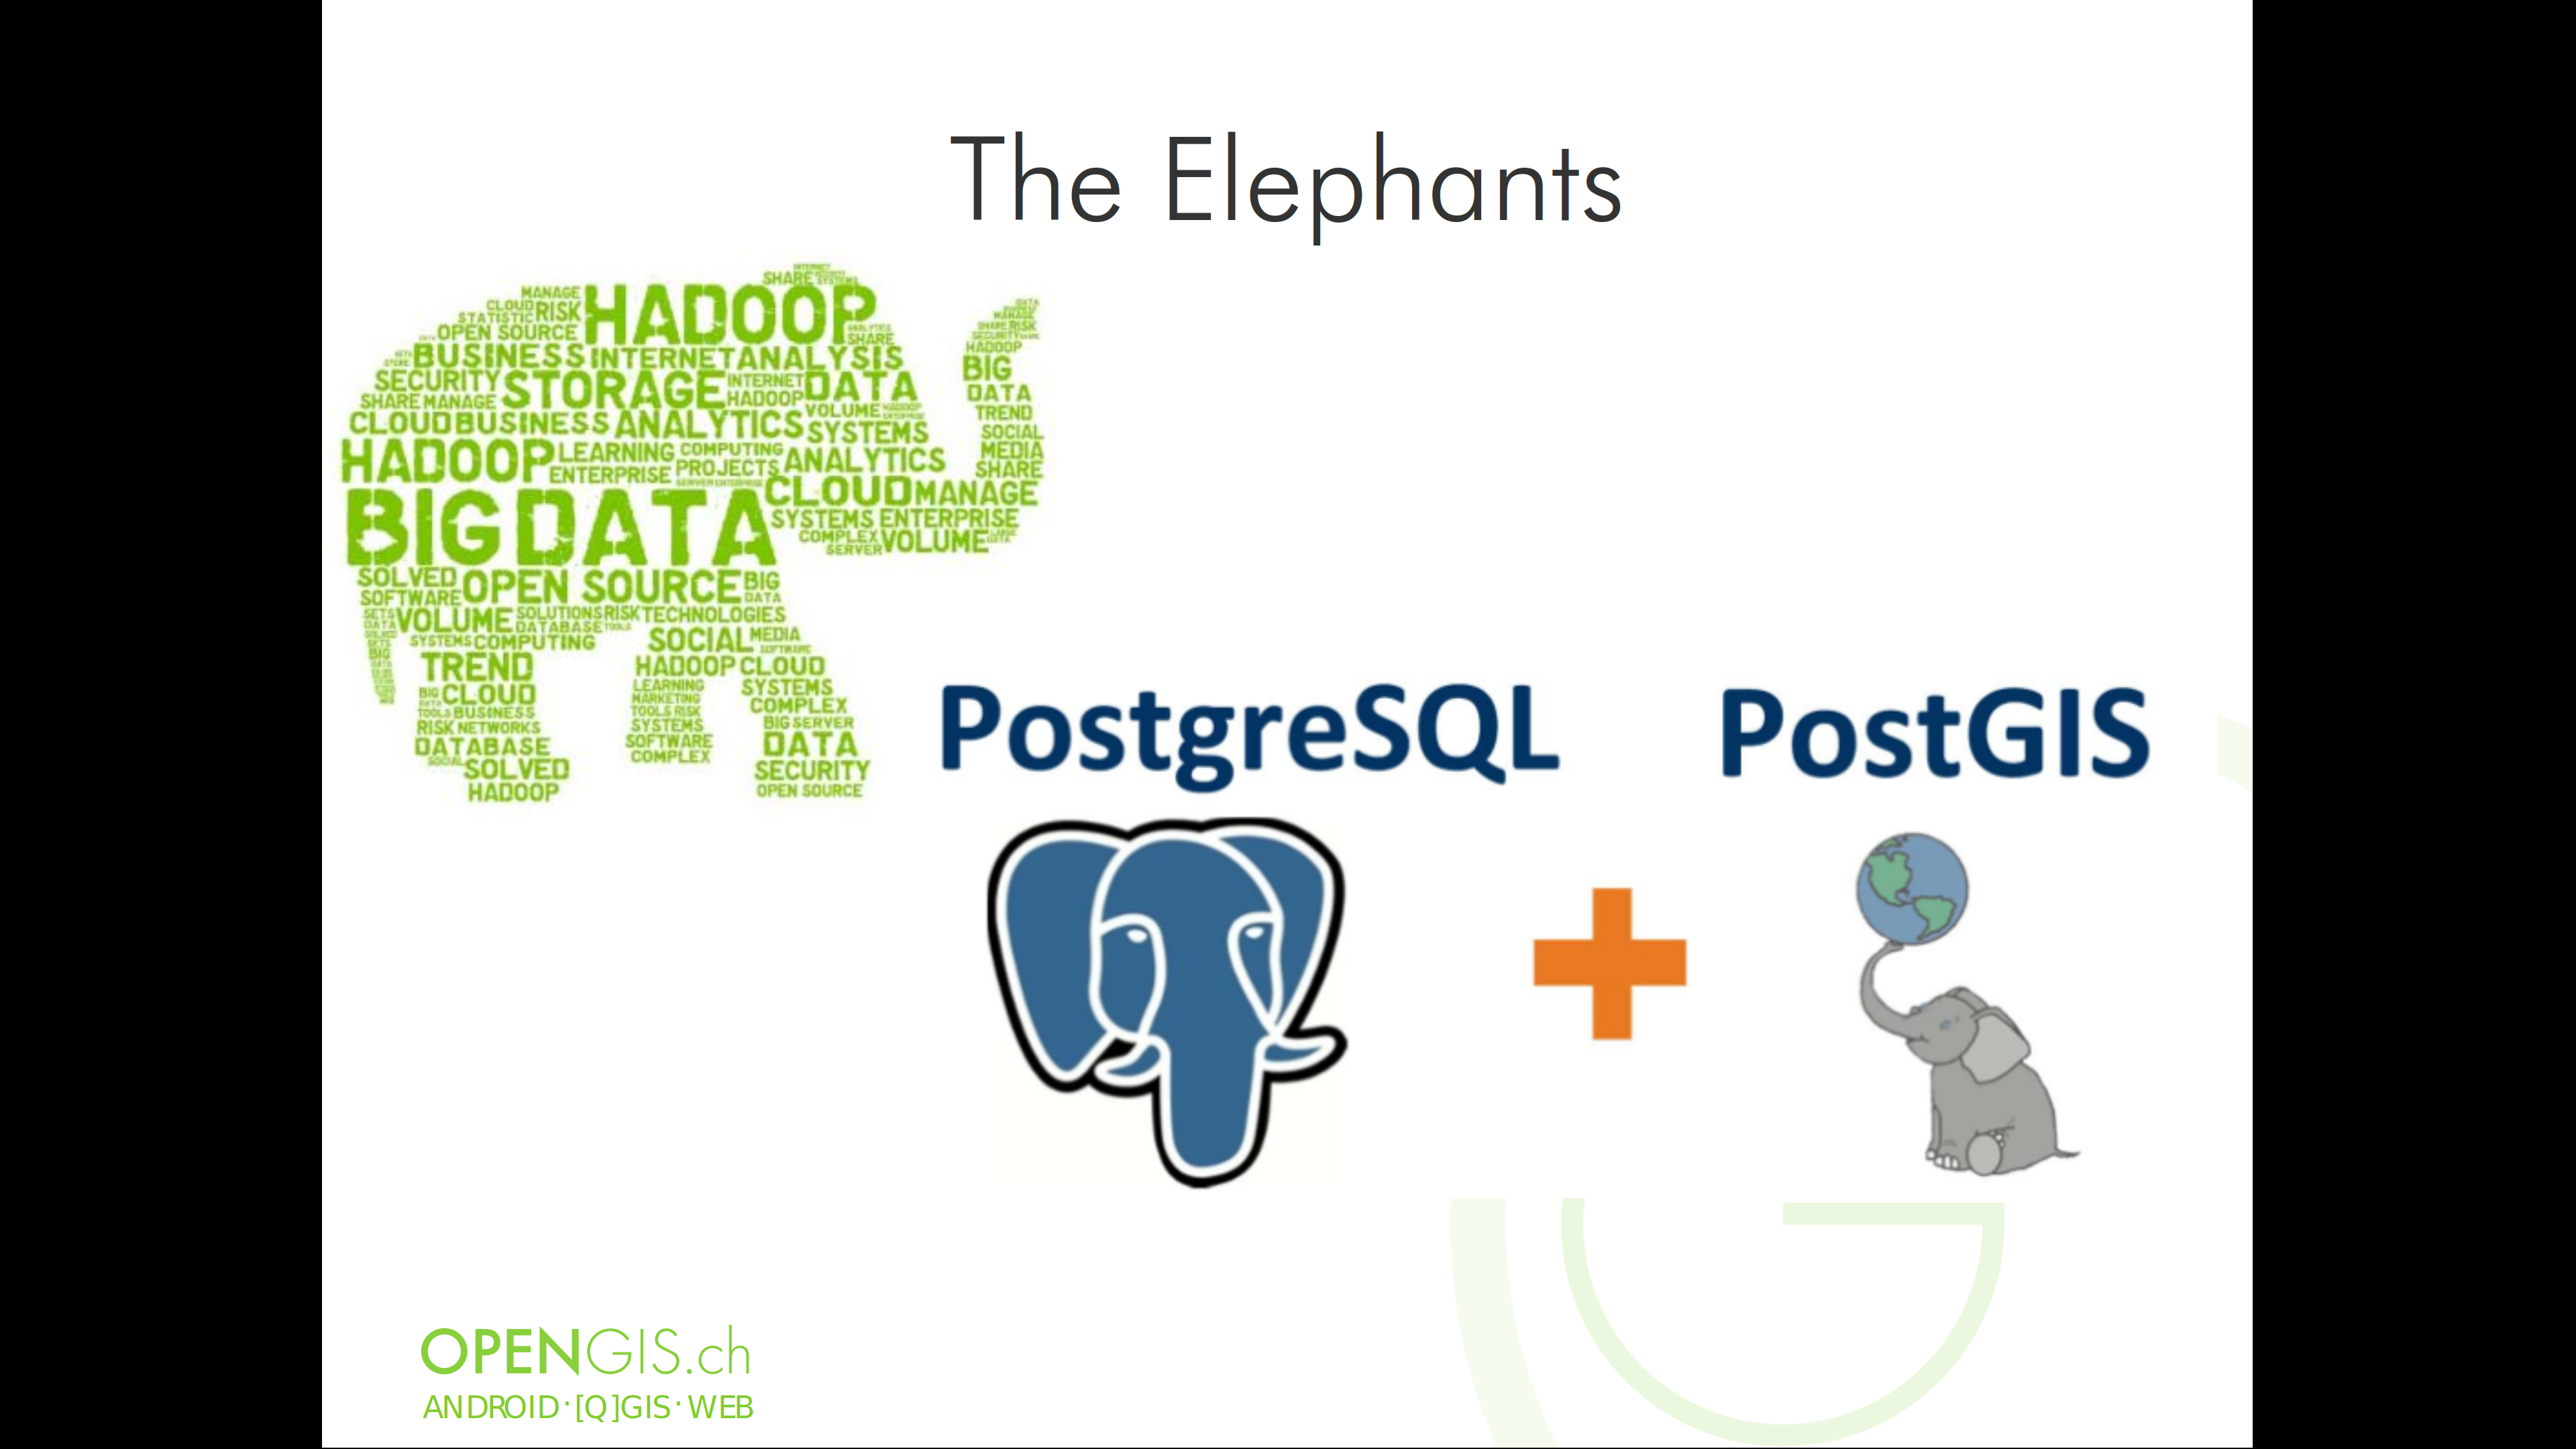 The Elephants
SHARE
MANAGE HADOOP
CLOUD RISK
STATISTIC
OPEN SOURCE SHARE
BUSINESS INTERNET ANALYSIS
SECURITY STORAGE INTERNET DATA
SHARE MANAGE HADOOP VOLUME
CLOUD BUSINESS ANALYTICS SYSTEMS
HADOOP LEARNING COMPUTING ANALYTICS
ENTERPRISE PROJECTS
CLOUD MANAGE
BIG DATA SYSTEMS ENTERPRISE
COMPLEX VOLUME
SERVER
SOLVED OPEN SOURCE BIG
SOFTWARE DATA
VOLUME SOLUTIONS RISK TECHNOLOGIES
DATABASE TOOLS
SYSTEMS COMPUTING SOCIAL MEDIA
SOFTWARE
TREND HADOOP CLOUD
BIG CLOUD LEARNING SYSTEMS
MARKETING COMPLEX
TOOLS BUSINESS TOOLS RISK BIG SERVER
RISK NETWORKS SYSTEMS
DATABASE SOFTWARE DATA
SOCIAL SOLVED COMPLEX SECURITY
HADOOP OPEN SOURCE
DATA
MANAGE
SHARE RISK
SECURITY
HADOOP
BIG
DATA
TREND
SOCIAL
MEDIA
SHARE
PostgreSQL PostGIS
OPENGIS.ch
ANDROID·[Q]GIS·WEB